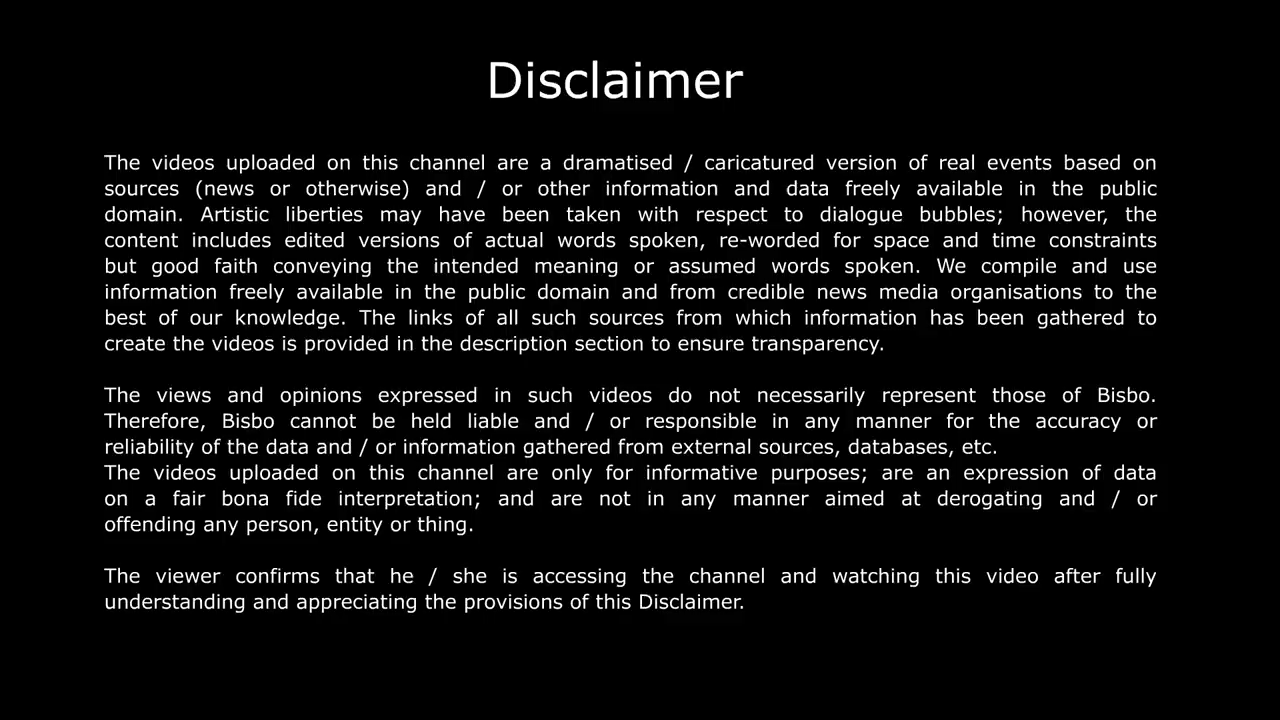 Disclaimer
The videos uploaded on this channel are a dramatised / caricatured version of real events based on
sources (news or otherwise) and / or other information and data freely available in the public
domain. Artistic liberties may have been taken with respect to dialogue bubbles; however, the
content includes edited versions of actual words spoken, re-worded for space and time constraints
but good faith conveying the intended meaning or assumed words spoken. We compile and use
information freely available in the public domain and from credible news media organisations to the
best of our knowledge. The links of all such sources from which information has been gathered to
create the videos is provided in the description section to ensure transparency.
The views and opinions expressed in such videos do not necessarily represent those of Bisbo.
Therefore, Bisbo cannot be held liable and / or responsible in any manner for the accuracy or
reliability of the data and / or information gathered from external sources, databases, etc.
The videos uploaded on this channel are only for informative purposes; are an expression of data
on a fair bona fide interpretation; and are not in any manner aimed at derogating and / or
offending any person, entity or thing.
The viewer confirms that he / she is accessing the channel and watching this video after fully
understanding and appreciating the provisions of this Disclaimer.